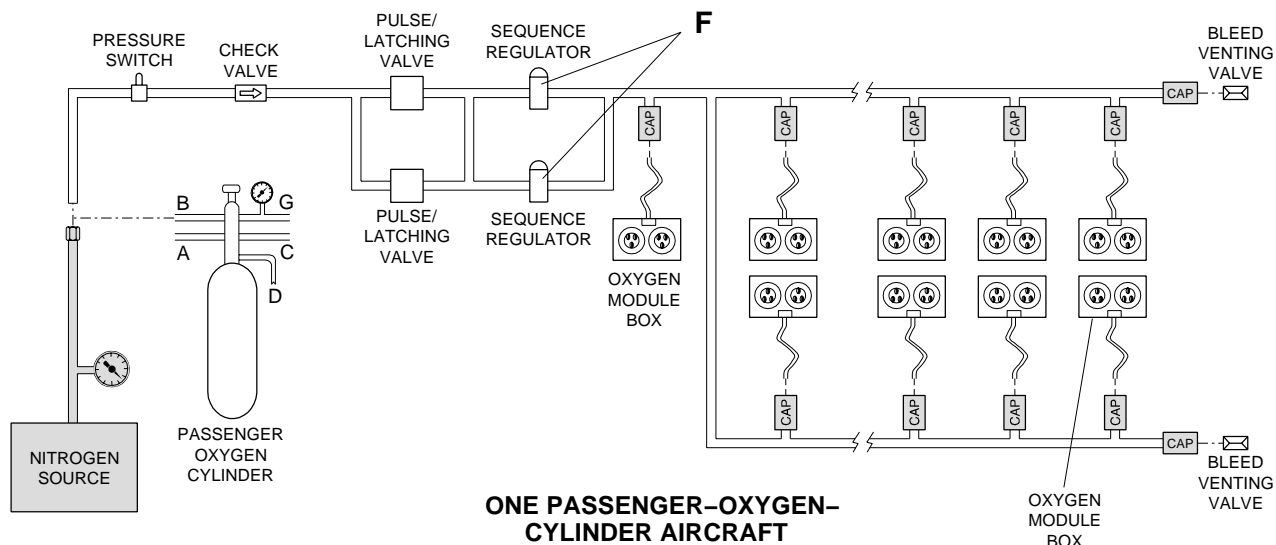 PRESSURE
SWITCH
CHECK
VALVE
PULSE/
LATCHING
VALVE
SEQUENCE
REGULATOR
F
BLEED
VENTING
VALVE
CAP
CAP
CAP
CAP
CAP
CAP
B
G
A
C
D
PULSE/
LATCHING
VALVE
SEQUENCE
REGULATOR
OXYGEN
MODULE
BOX
CAP
CAP
CAP
CAP
CAP
NITROGEN
SOURCE
PASSENGER
OXYGEN
CYLINDER
ONE PASSENGER–OXYGEN–
CYLINDER AIRCRAFT
OXYGEN
MODULE
BOX
BLEED
VENTING
VALVE